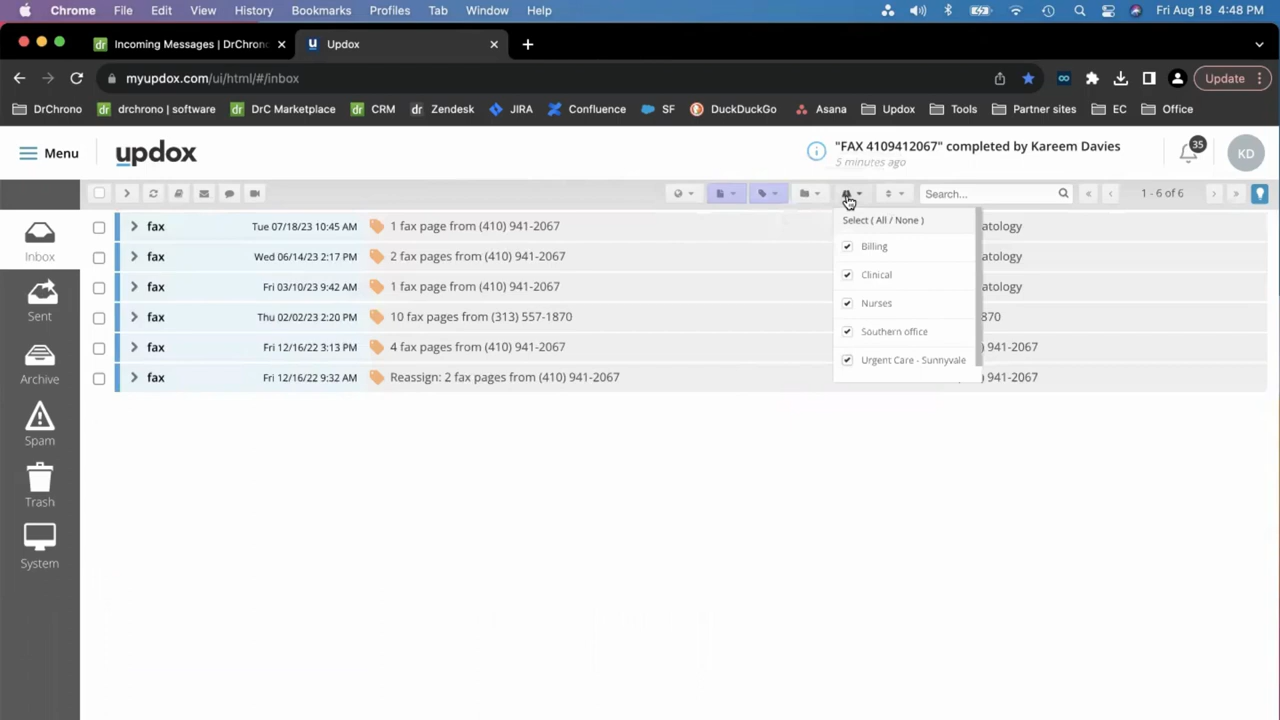 Chrome File Edit View History Bookmarks Profiles Tab Window Help Fri Aug 18 4:48 PM
Incoming Messages | DrChrono Updox
myupdox.com/ui/html/#/inbox Update
DrChrono drchrono | software DrC Marketplace CRM Zendesk JIRA Confluence SF DuckDuckGo Asana Updox Tools Partner sites EC Office
Menu updox "FAX 4109412067" completed by Kareem Davies 35 KD
5 minutes ago
Search... 1 - 6 of 6
Select ( All / None )
fax Tue 07/18/23 10:45 AM 1 fax page from (410) 941-2067 atology
Billing
fax Wed 06/14/23 2:17 PM 2 fax pages from (410) 941-2067 atology
Inbox
Clinical
fax Fri 03/10/23 9:42 AM 1 fax page from (410) 941-2067 atology
Nurses
fax Thu 02/02/23 2:20 PM 10 fax pages from (313) 557-1870 870
Sent
Southern office
fax Fri 12/16/22 3:13 PM 4 fax pages from (410) 941-2067 ) 941-2067
Urgent Care - Sunnyvale
fax Fri 12/16/22 9:32 AM Reassign: 2 fax pages from (410) 941-2067 ) 941-2067
Archive
Spam
Trash
System